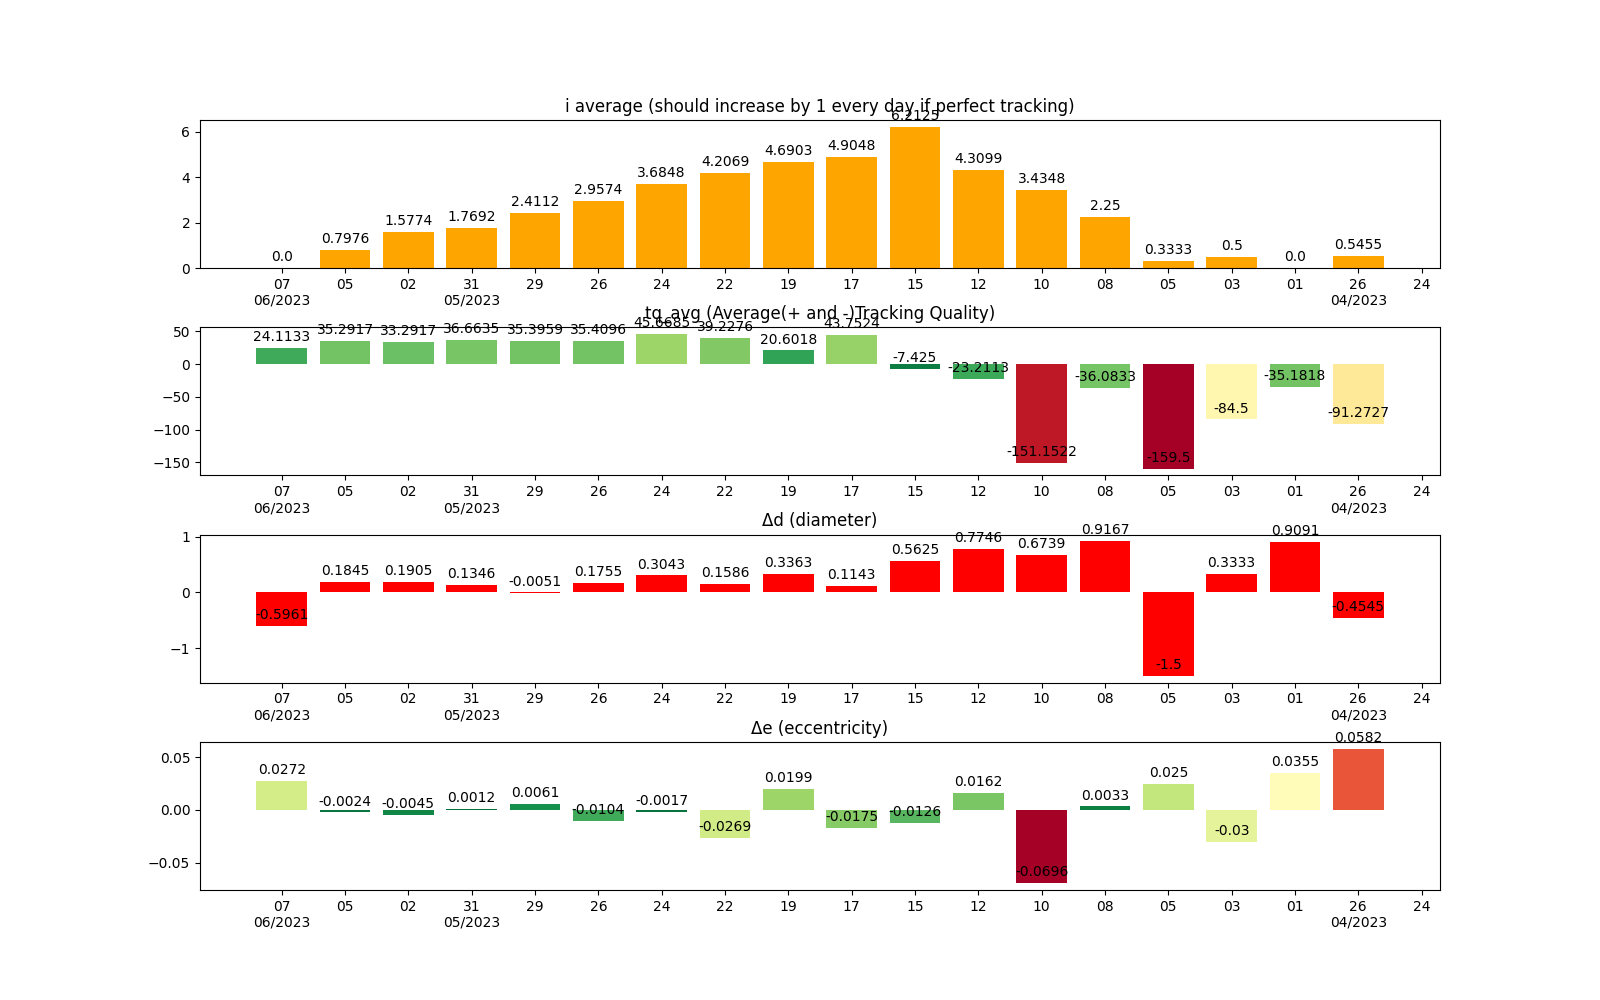 i average (should increase by 1 every day if perfect tracking)
6
4
2
0
0.0 0.7976 1.5774 1.7692 2.4112 2.9574 3.6848 4.2069 4.6903 4.9048 6.2125 4.3099 3.4348 2.25 0.3333 0.5 0.0 0.5455
07 05 02 31 29 26 24 22 19 17 15 12 10 08 05 03 01 26 24
06/2023 05/2023 04/2023
tq_avg (Average(+ and -)Tracking Quality)
50
0
−50
−100
−150
24.1133 35.2917 33.2917 36.6635 35.3959 35.4096 45.6685 39.2276 20.6018 43.7524 -7.425 -23.2113 -151.1522 -36.0833 -159.5 -84.5 -35.1818 -91.2727
07 05 02 31 29 26 24 22 19 17 15 12 10 08 05 03 01 26 24
06/2023 05/2023 04/2023
Δd (diameter)
1
0
−1
-0.5961 0.1845 0.1905 0.1346 -0.0051 0.1755 0.3043 0.1586 0.3363 0.1143 0.5625 0.7746 0.6739 0.9167 -1.5 0.3333 0.9091 -0.4545
07 05 02 31 29 26 24 22 19 17 15 12 10 08 05 03 01 26 24
06/2023 05/2023 04/2023
Δe (eccentricity)
0.05
0.00
−0.05
0.0272 -0.0024 -0.0045 0.0012 0.0061 -0.0104 -0.0017 -0.0269 0.0199 -0.0175 -0.0126 0.0162 -0.0696 0.0033 0.025 -0.03 0.0355 0.0582
07 05 02 31 29 26 24 22 19 17 15 12 10 08 05 03 01 26 24
06/2023 05/2023 04/2023